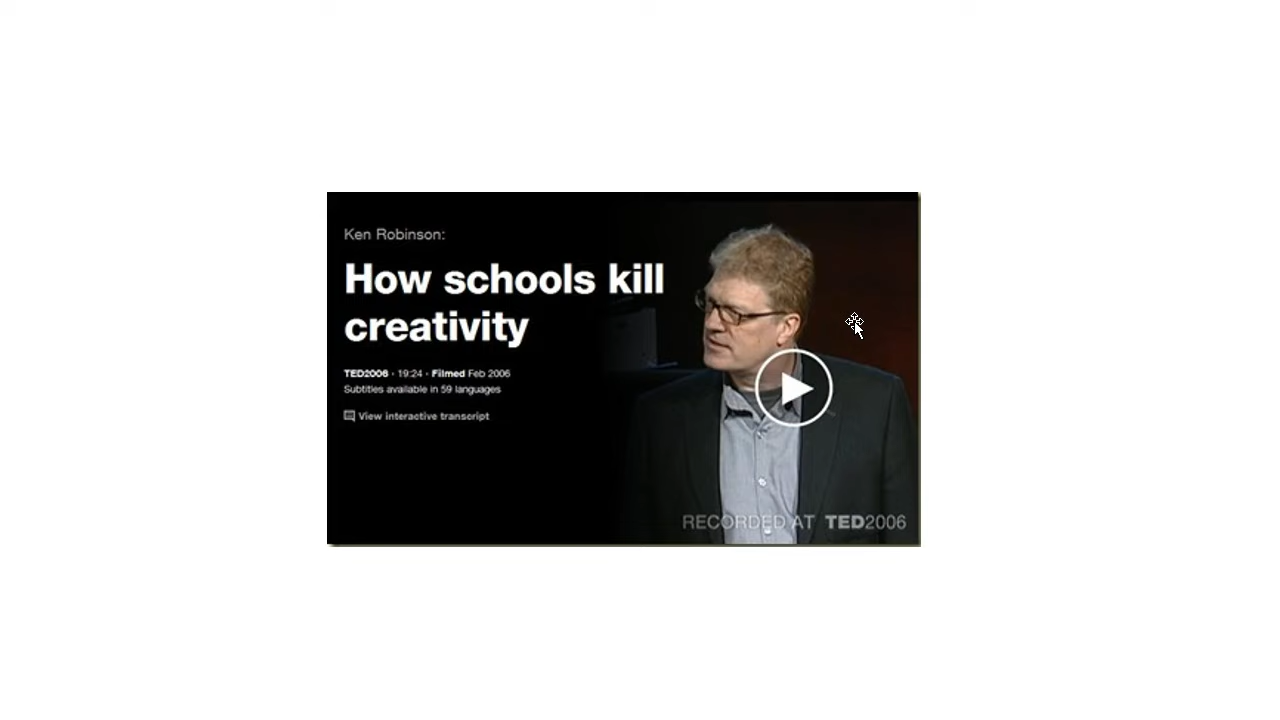 Ken Robinson:
How schools kill
creativity
TED2006 · 19:24 · Filmed Feb 2006
Subtitles available in 59 languages
View interactive transcript
RECORDED AT TED2006